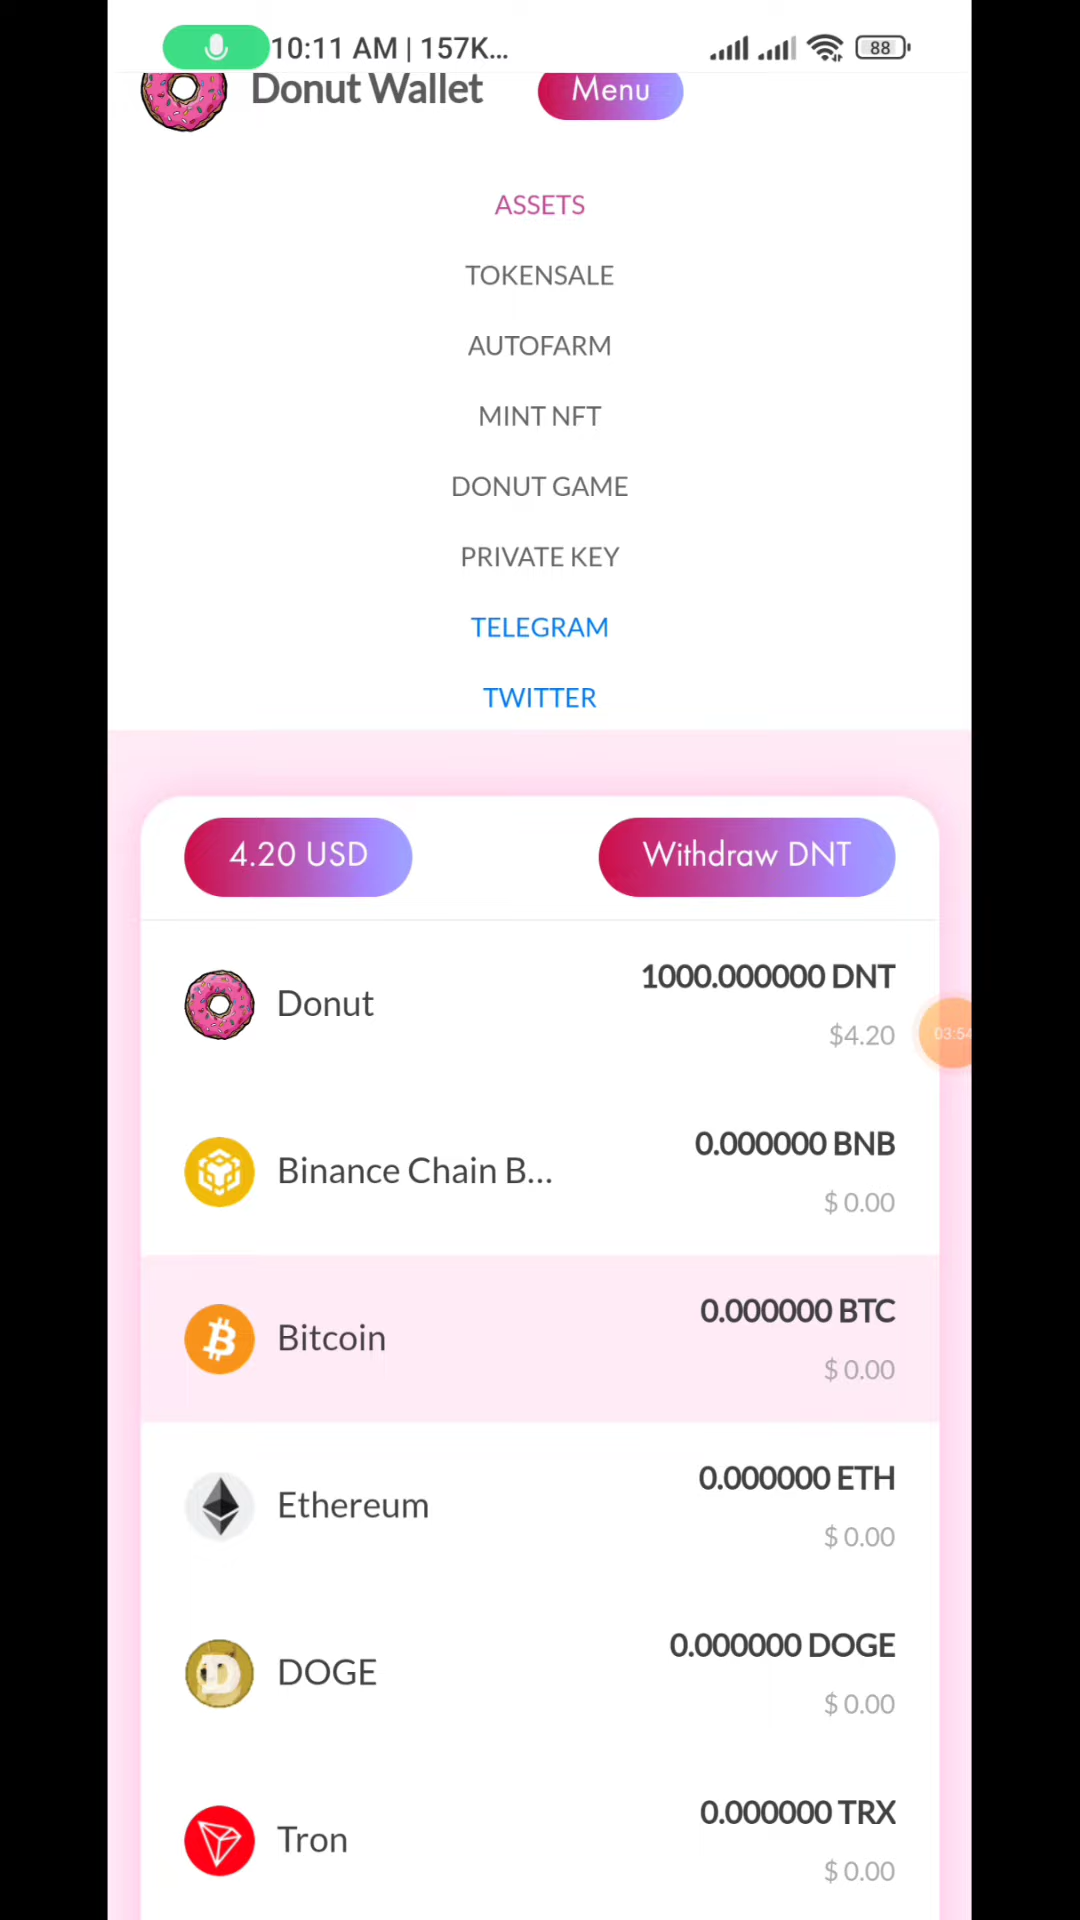 10:11 AM | 157K...
88
Donut Wallet
Menu
ASSETS
TOKENSALE
AUTOFARM
MINT NFT
DONUT GAME
PRIVATE KEY
TELEGRAM
TWITTER
4.20 USD
Withdraw DNT
Donut
1000.000000 DNT
$4.20
03:54
Binance Chain B...
0.000000 BNB
$ 0.00
Bitcoin
0.000000 BTC
$ 0.00
Ethereum
0.000000 ETH
$ 0.00
DOGE
0.000000 DOGE
$ 0.00
Tron
0.000000 TRX
$ 0.00